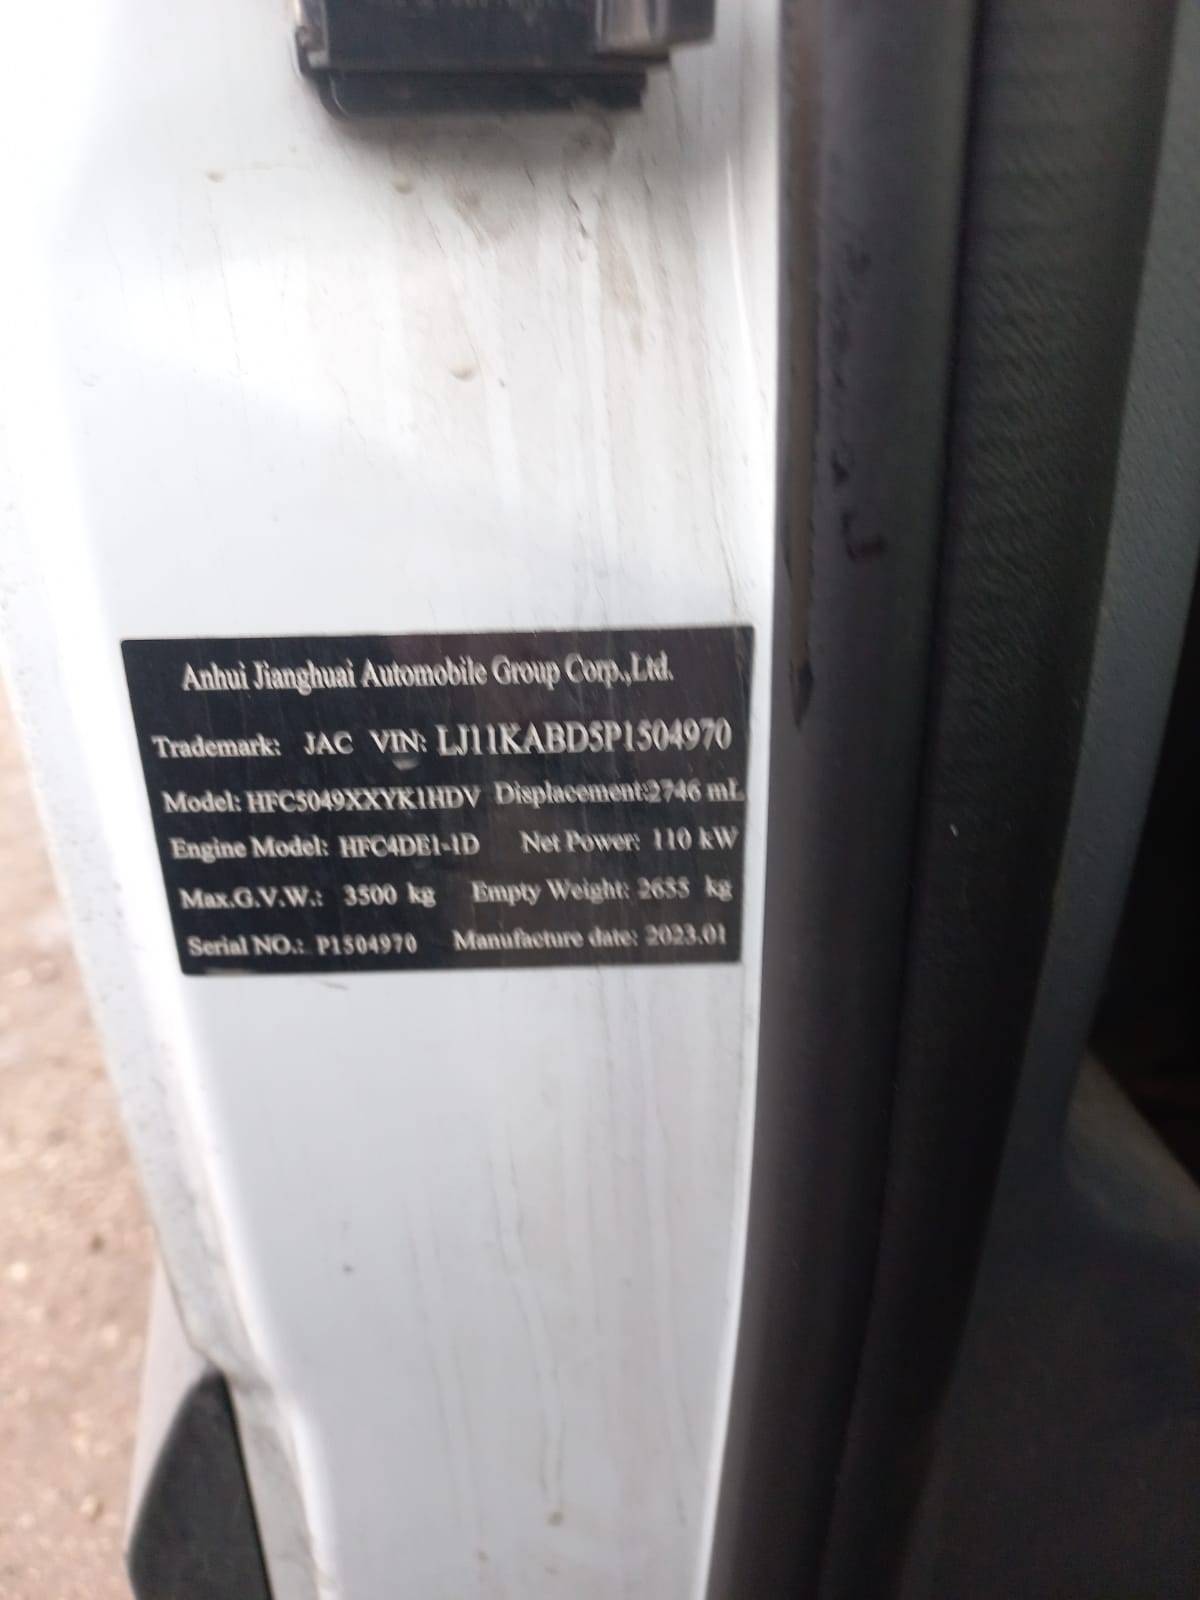 Anhui Jianghuai Automobile Group Corp.,Ltd.
Trademark: JAC VIN: LJ11KABD5P1504970
Model: HFC5049XXYK1HDV Displacement:2746 mL
Engine Model: HFC4DE1-1D Net Power: 110 kW
Max.G.V.W.: 3500 kg Empty Weight: 2655 kg
Serial NO.: P1504970 Manufacture date: 2023.01